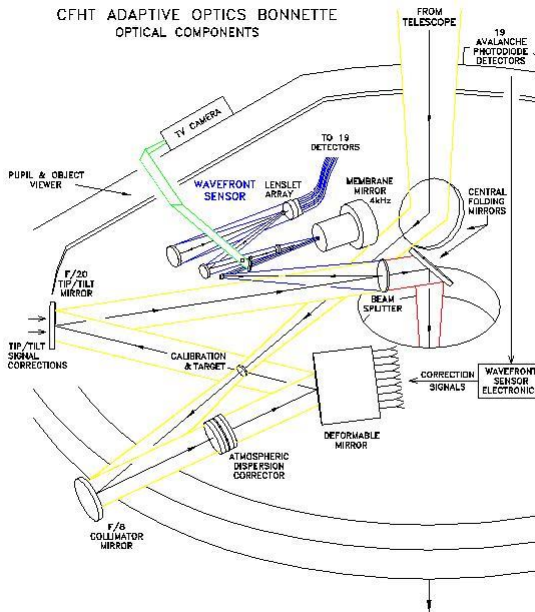 CFHT ADAPTIVE OPTICS BONNETTE
OPTICAL COMPONENTS
FROM
TELESCOPE
19
AVALANCHE
PHOTODIODE
DETECTORS
TV CAMERA
TO 19
DETECTORS
PUPIL & OBJECT
VIEWER
WAVEFRONT
SENSOR
LENSLET
ARRAY
MEMBRANE
MIRROR
4kHz
CENTRAL
FOLDING
MIRRORS
F/20
TIP/TILT
MIRROR
BEAM
SPLITTER
TIP/TILT
SIGNAL
CORRECTIONS
CALIBRATION
& TARGET
CORRECTION
SIGNALS
WAVEFRONT
SENSOR
ELECTRONIC
DEFORMABLE
MIRROR
ATMOSPHERIC
DISPERSION
CORRECTOR
F/8
COLLIMATOR
MIRROR